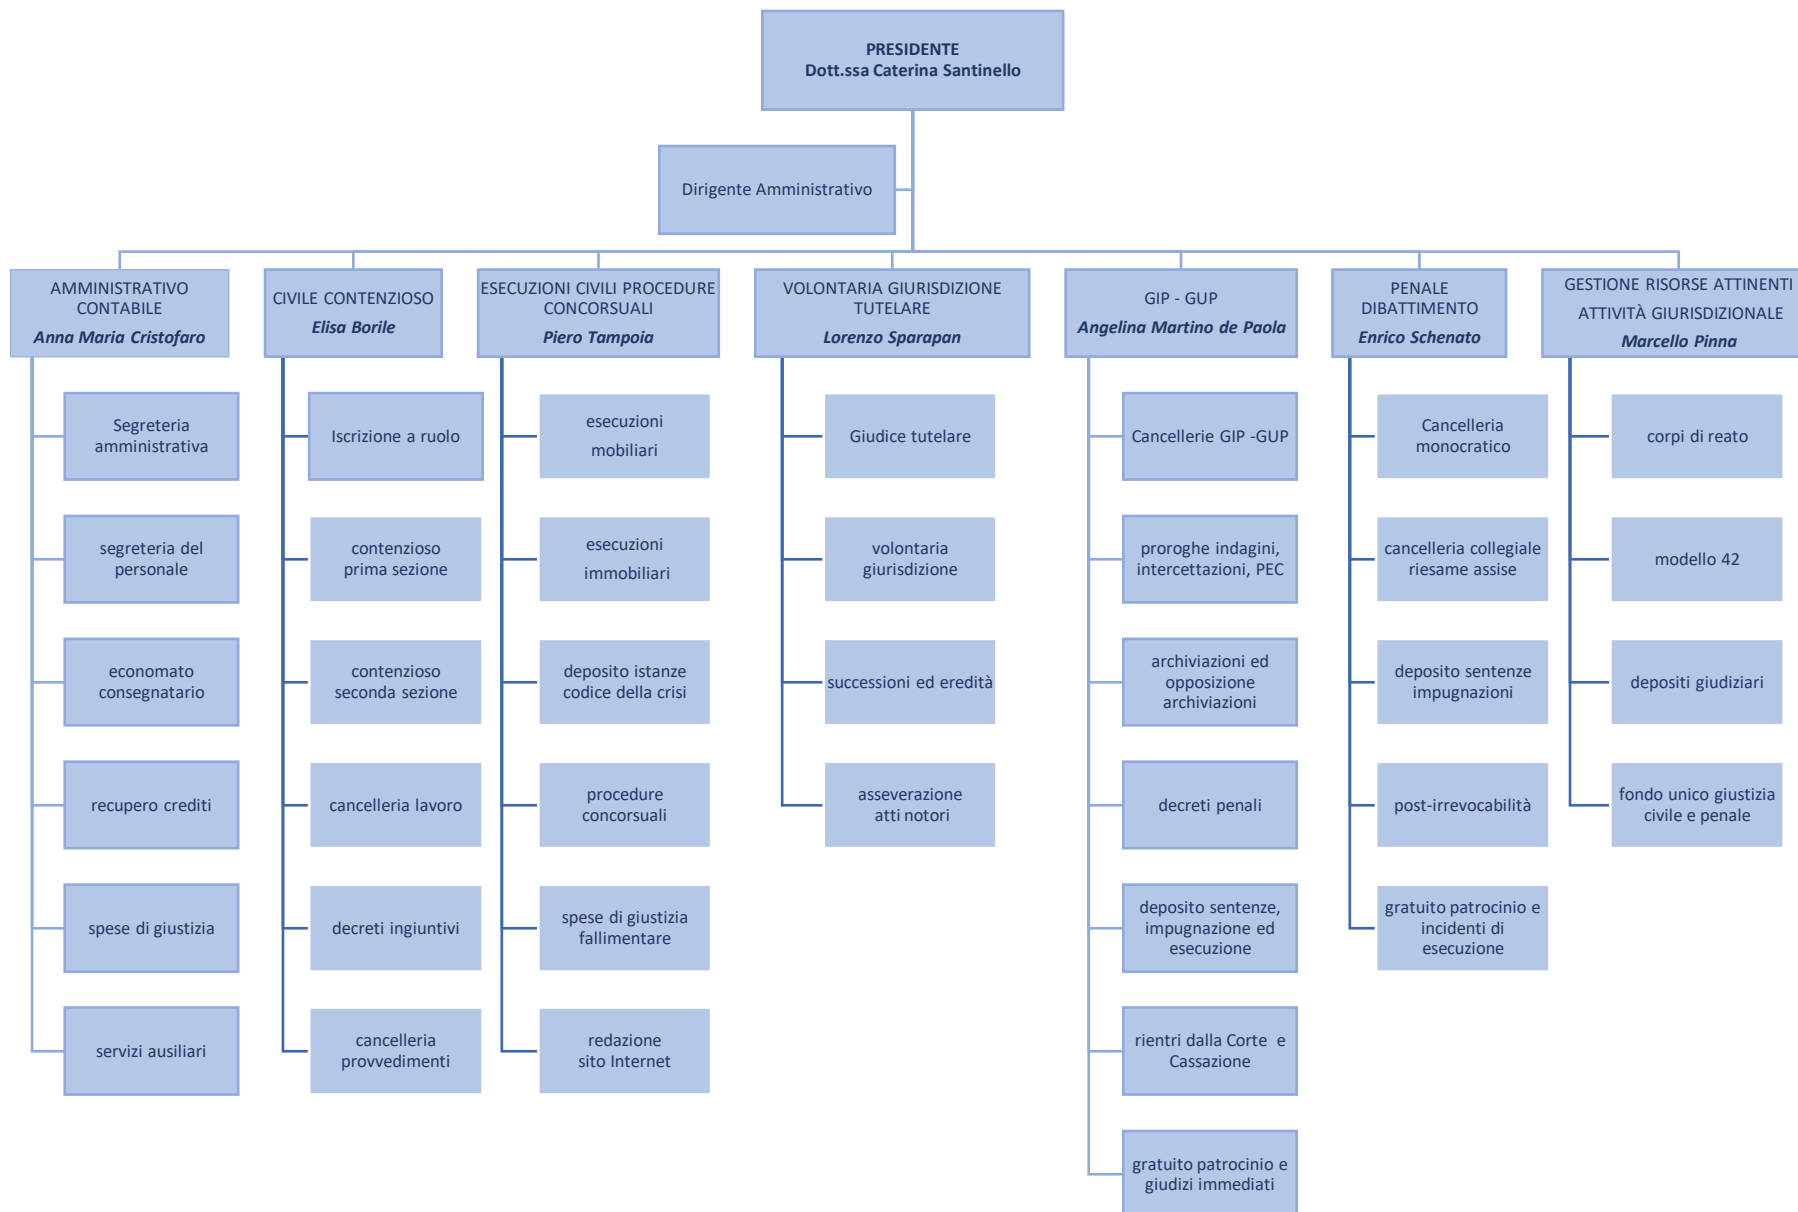 PRESIDENTE
Dott.ssa Caterina Santinello
Dirigente Amministrativo
AMMINISTRATIVO
CONTABILE
Anna Maria Cristofaro
Segreteria
amministrativa
segreteria del
personale
economato
consegnatario
recupero crediti
spese di giustizia
servizi ausiliari
CIVILE CONTENZIOSO
Elisa Borile
Iscrizione a ruolo
contenzioso
prima sezione
contenzioso
seconda sezione
cancelleria lavoro
decreti ingiuntivi
cancelleria
provvedimenti
ESECUZIONI CIVILI PROCEDURE
CONCORSUALI
Piero Tampoia
esecuzioni
mobiliari
esecuzioni
immobiliari
deposito istanze
codice della crisi
procedure
concorsuali
spese di giustizia
fallimentare
redazione
sito Internet
VOLONTARIA GIURISDIZIONE
TUTELARE
Lorenzo Sparapan
Giudice tutelare
volontaria
giurisdizione
successioni ed eredità
asseverazione
atti notori
GIP - GUP
Angelina Martino de Paola
Cancellerie GIP -GUP
proroghe indagini,
intercettazioni, PEC
archiviazioni ed
opposizione
archiviazioni
decreti penali
deposito sentenze,
impugnazione ed
esecuzione
rientri dalla Corte e
Cassazione
gratuito patrocinio e
giudizi immediati
PENALE
DIBATTIMENTO
Enrico Schenato
Cancelleria
monocratico
cancelleria collegiale
riesame assise
deposito sentenze
impugnazioni
post-irrevocabilità
gratuito patrocinio e
incidenti di
esecuzione
GESTIONE RISORSE ATTINENTI
ATTIVITÀ GIURISDIZIONALE
Marcello Pinna
corpi di reato
modello 42
depositi giudiziari
fondo unico giustizia
civile e penale